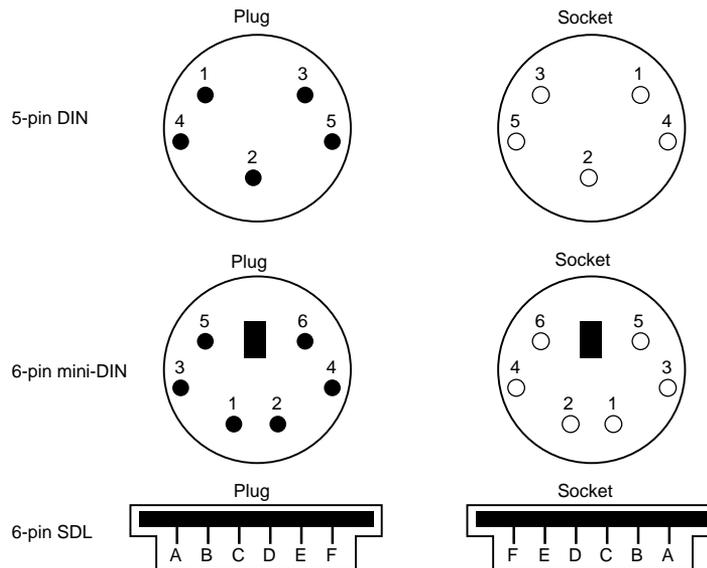 Plug Socket
1 3 3 1
5-pin DIN 4 5 5 4
2 2
Plug Socket
5 6 6 5
6-pin mini-DIN 3 4 4 3
1 2 2 1
Plug Socket
6-pin SDL
A B C D E F F E D C B A